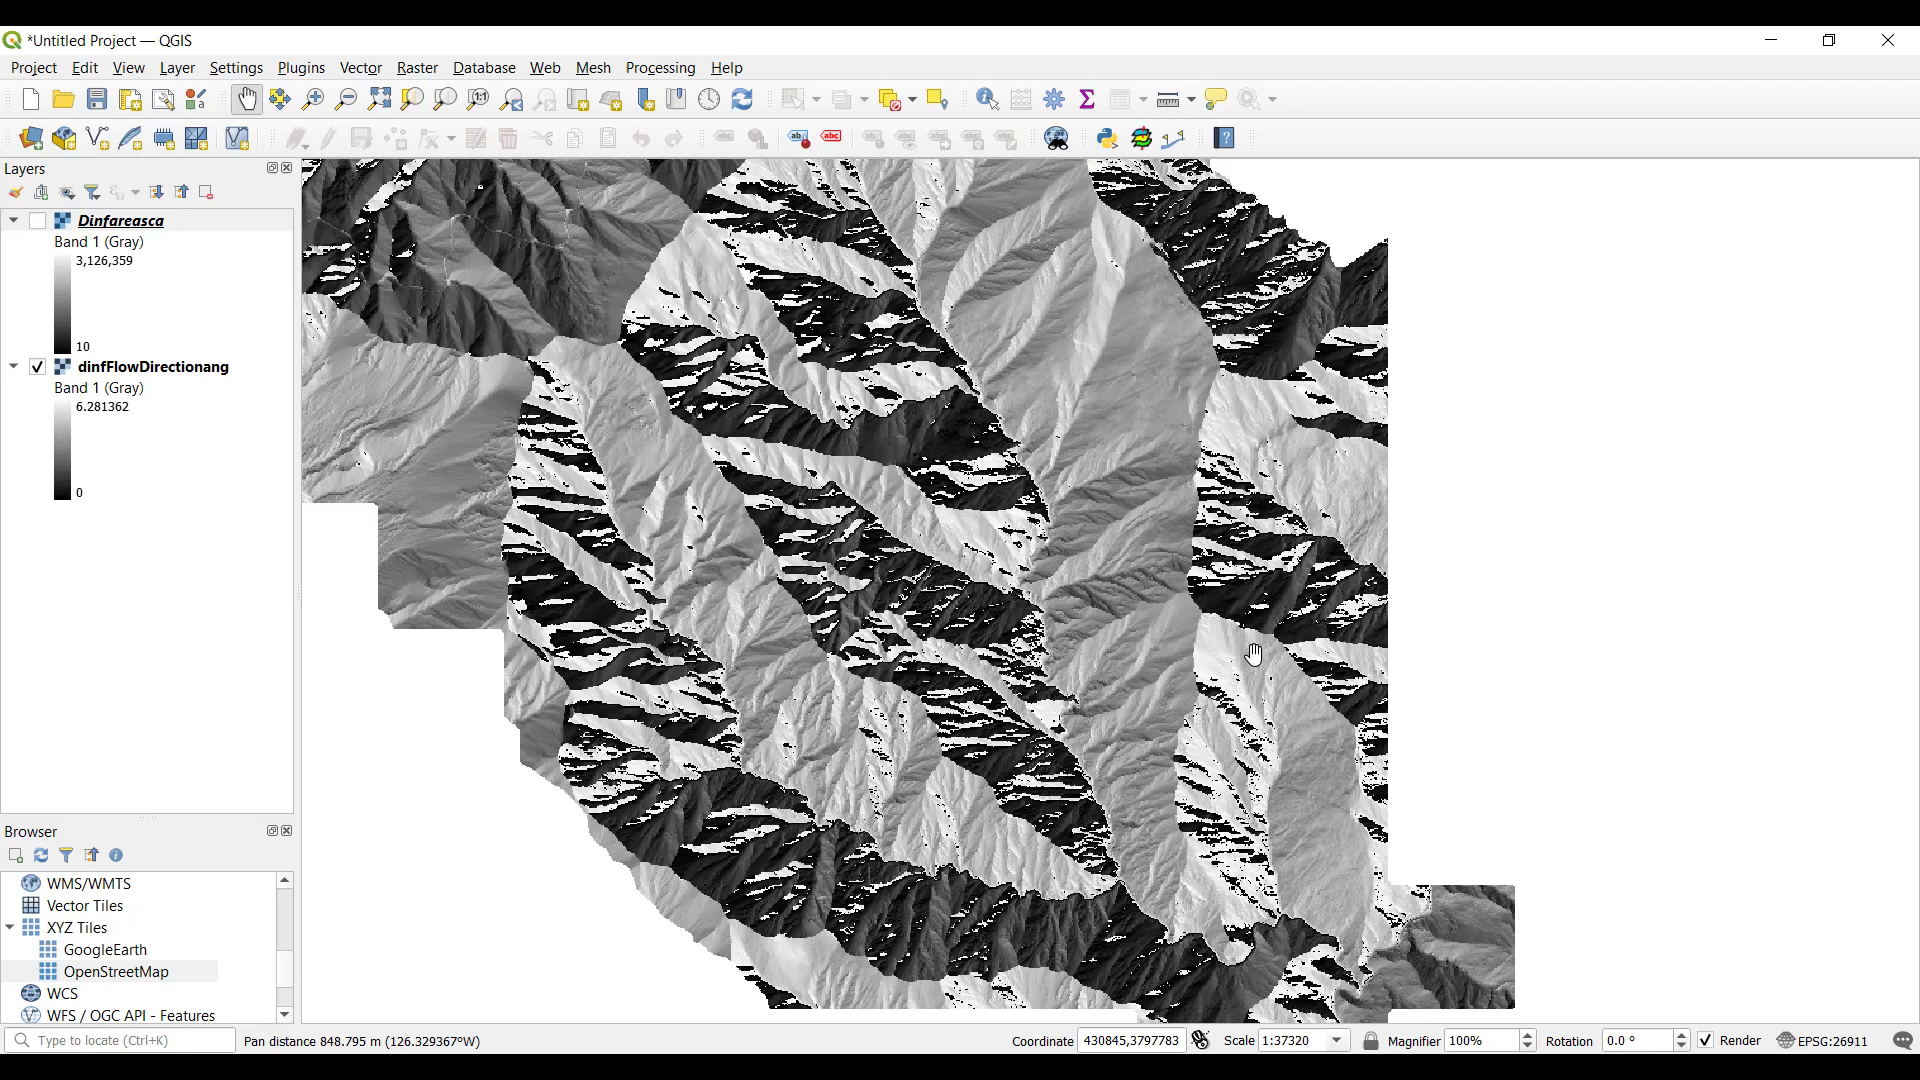 *Untitled Project — QGIS
Project Edit View Layer Settings Plugins Vector Raster Database Web Mesh Processing Help
Layers
Dinfareasca
Band 1 (Gray)
3,126,359
10
dinfFlowDirectionang
Band 1 (Gray)
6.281362
0
Browser
WMS/WMTS
Vector Tiles
XYZ Tiles
GoogleEarth
OpenStreetMap
WCS
WFS / OGC API - Features
Type to locate (Ctrl+K) Pan distance 848.795 m (126.329367°W) Coordinate 430845,3797783 Scale 1:37320 Magnifier 100% Rotation 0.0 ° Render EPSG:26911